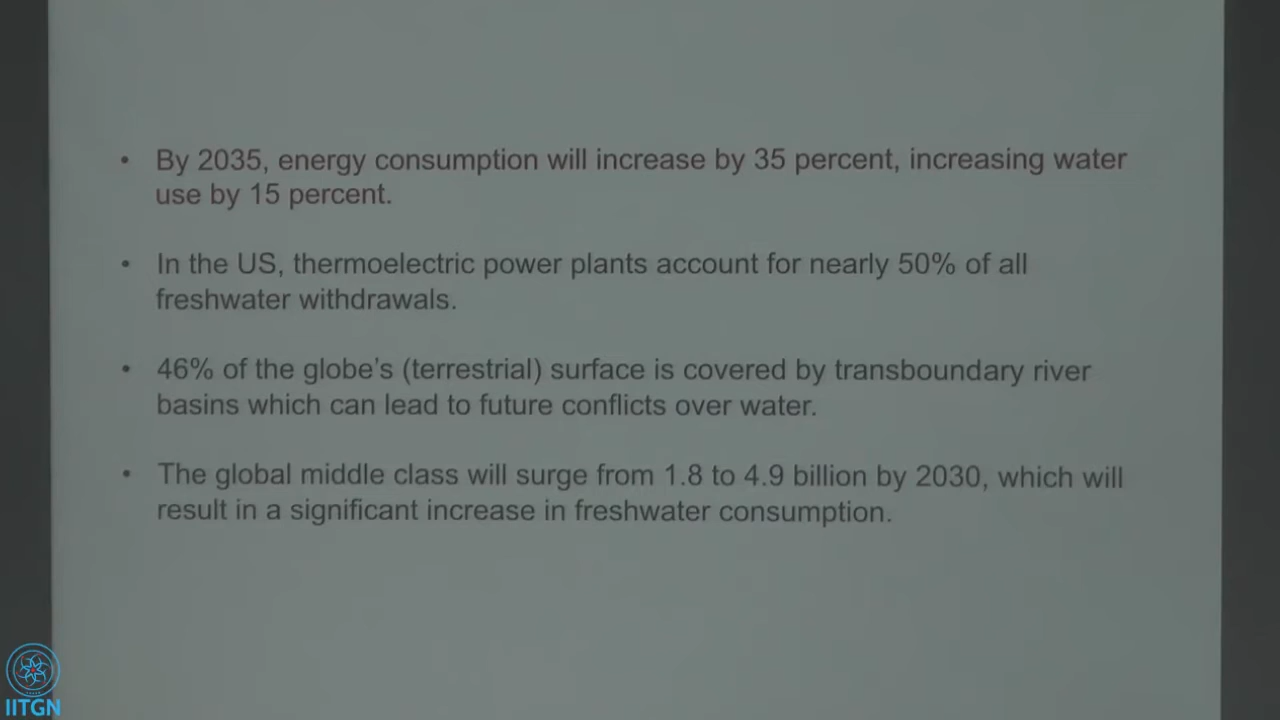 • By 2035, energy consumption will increase by 35 percent, increasing water
use by 15 percent.
• In the US, thermoelectric power plants account for nearly 50% of all
freshwater withdrawals.
• 46% of the globe's (terrestrial) surface is covered by transboundary river
basins which can lead to future conflicts over water.
• The global middle class will surge from 1.8 to 4.9 billion by 2030, which will
result in a significant increase in freshwater consumption.
IITGN